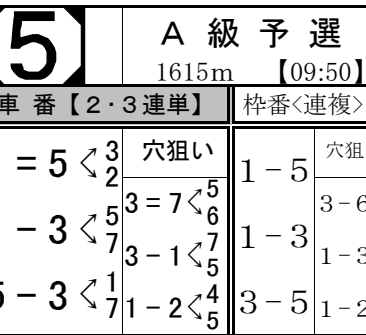 5
A 級 予 選
1615m 【09:50】
車 番【2・3連単】
枠番<連複>
= 5 < 3 2
- 3 < 5 7
5 - 3 < 1 7
穴狙い
3 = 7 < 5 6
3 - 1 < 7 5
1 - 2 < 4 5
1 - 5
1 - 3
3 - 5
穴狙
3 - 6
1 - 3
1 - 2